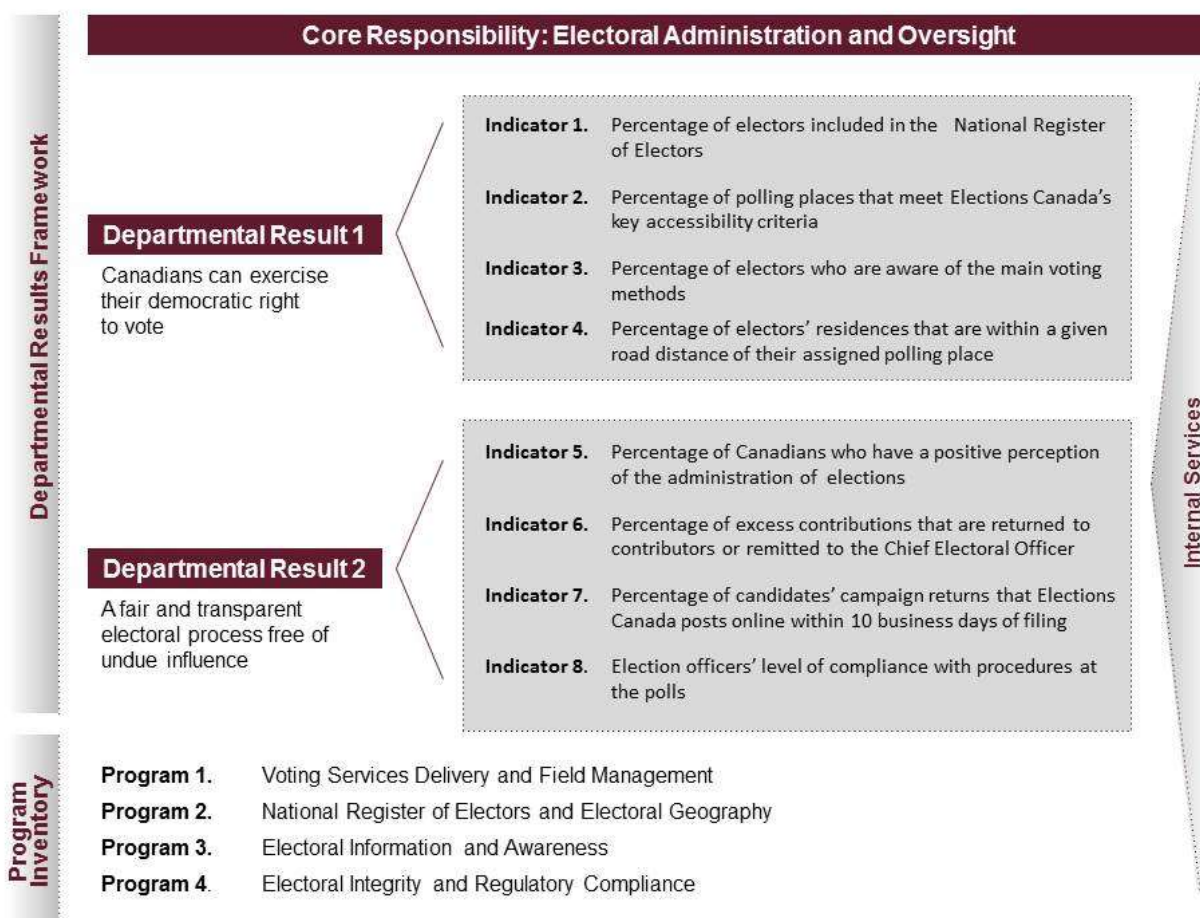 Core Responsibility: Electoral Administration and Oversight
Departmental Results Framework
Departmental Result 1
Canadians can exercise
their democratic right
to vote
Indicator 1. Percentage of electors included in the National Register
of Electors
Indicator 2. Percentage of polling places that meet Elections Canada's
key accessibility criteria
Indicator 3. Percentage of electors who are aware of the main voting
methods
Indicator 4. Percentage of electors' residences that are within a given
road distance of their assigned polling place
Departmental Result 2
A fair and transparent
electoral process free of
undue influence
Indicator 5. Percentage of Canadians who have a positive perception
of the administration of elections
Indicator 6. Percentage of excess contributions that are returned to
contributors or remitted to the Chief Electoral Officer
Indicator 7. Percentage of candidates' campaign returns that Elections
Canada posts online within 10 business days of filing
Indicator 8. Election officers' level of compliance with procedures at
the polls
Internal Services
Program
Inventory
Program 1. Voting Services Delivery and Field Management
Program 2. National Register of Electors and Electoral Geography
Program 3. Electoral Information and Awareness
Program 4. Electoral Integrity and Regulatory Compliance